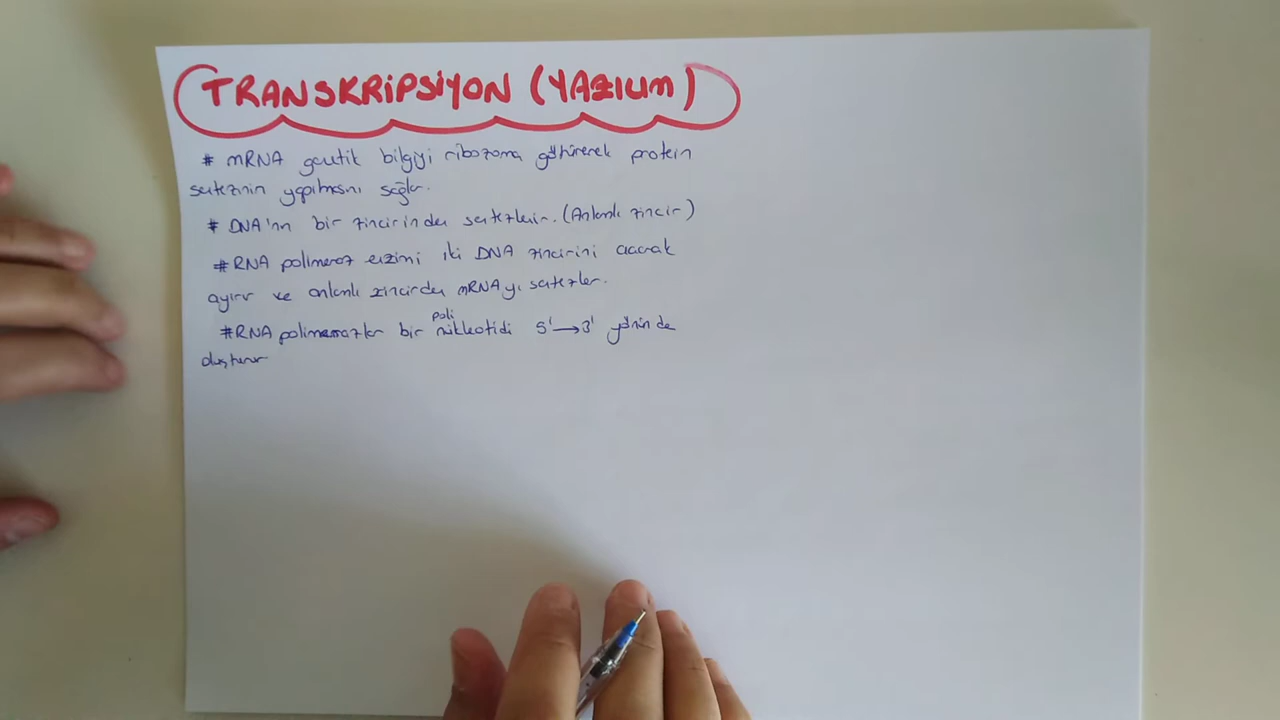 TRANSKRİPSİYON (YAZILIM)
# mRNA genetik bilgiyi ribozoma götürerek protein
sentezinin yapılmasını sağlar.
# DNA'nın bir zincirinden sentezlenir. (Anlamlı zincir)
# RNA polimeraz enzimi iki DNA zincirini açarak
ayırır ve anlamlı zincirden mRNA yı sentezler.
# RNA polimerazlar bir poli nükleotidi 5' → 3' yönünde
oluşturur